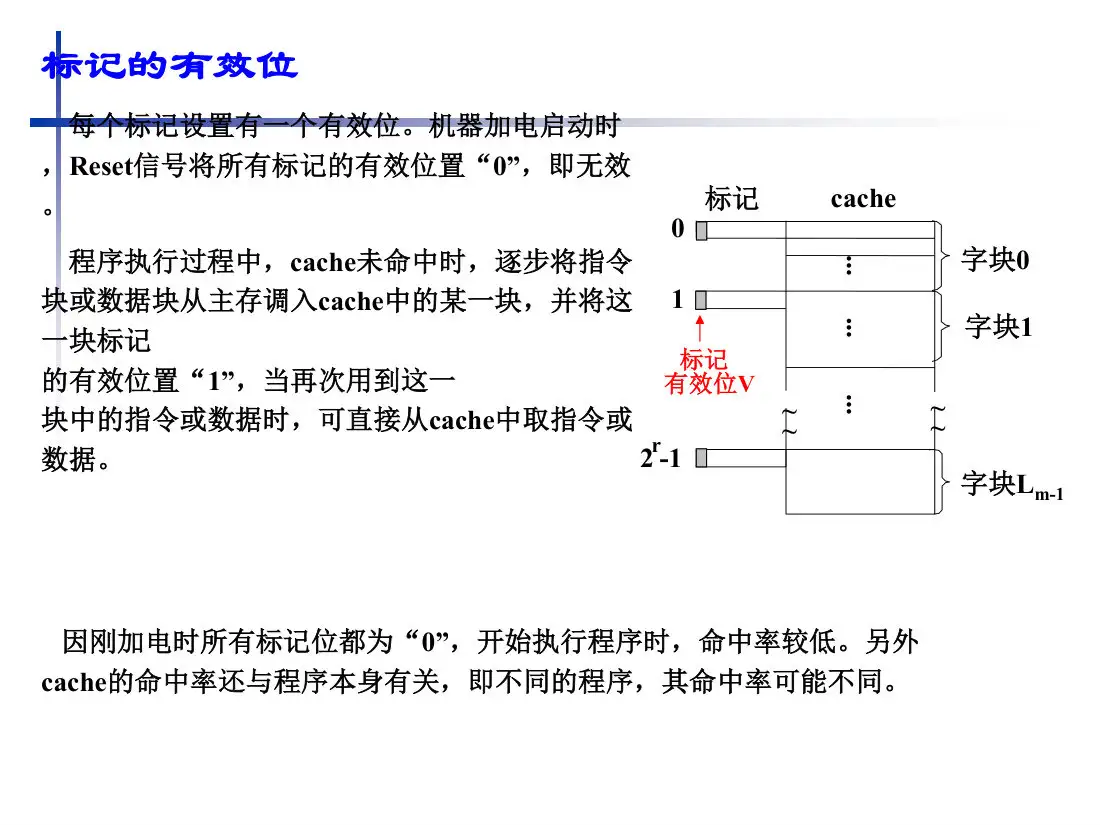 标记的有效位
每个标记设置有一个有效位。机器加电启动时
，Reset信号将所有标记的有效位置“0”，即无效
。
程序执行过程中，cache未命中时，逐步将指令
块或数据块从主存调入cache中的某一块，并将这
一块标记
的有效位置“1”，当再次用到这一
块中的指令或数据时，可直接从cache中取指令或
数据。
标记 cache
0
字块0
1
字块1
标记
有效位V
2^r-1
字块L_{m-1}
因刚加电时所有标记位都为“0”，开始执行程序时，命中率较低。另外
cache的命中率还与程序本身有关，即不同的程序，其命中率可能不同。